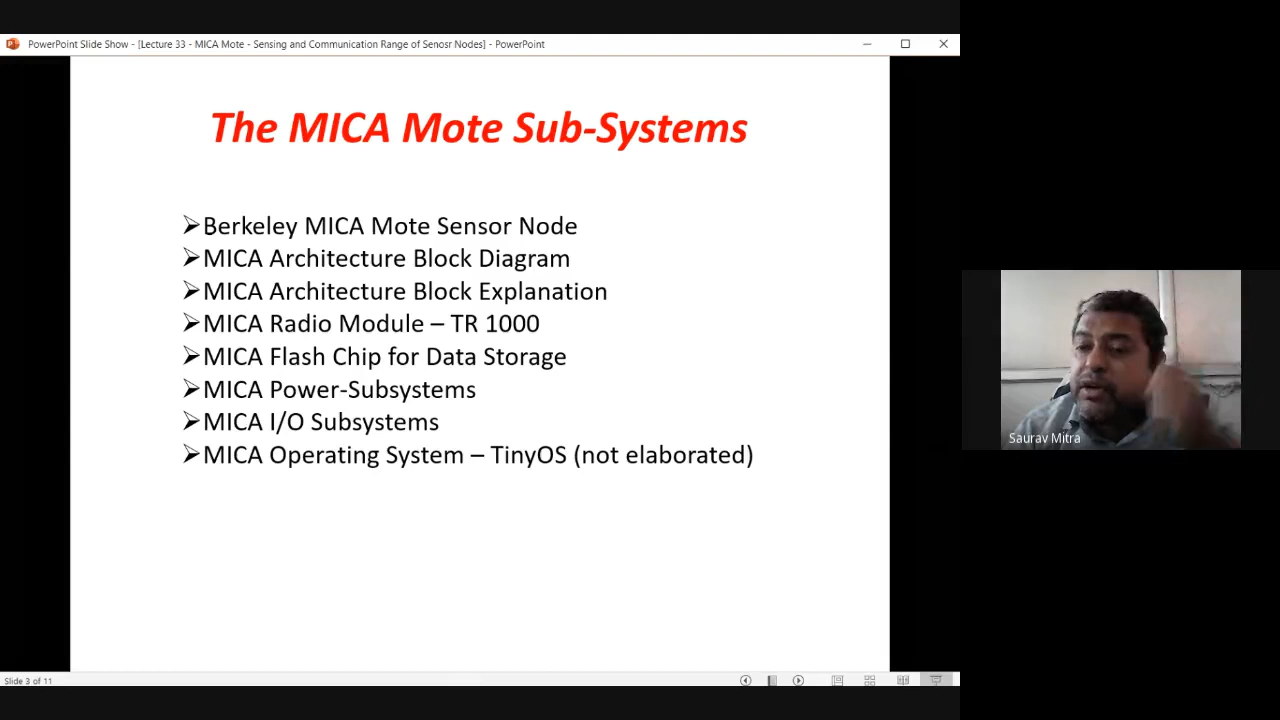 PowerPoint Slide Show - [Lecture 33 - MICA Mote - Sensing and Communication Range of Senosr Nodes] - PowerPoint
The MICA Mote Sub-Systems
➢Berkeley MICA Mote Sensor Node
➢MICA Architecture Block Diagram
➢MICA Architecture Block Explanation
➢MICA Radio Module – TR 1000
➢MICA Flash Chip for Data Storage
➢MICA Power-Subsystems
➢MICA I/O Subsystems
➢MICA Operating System – TinyOS (not elaborated)
Saurav Mitra
Slide 3 of 11